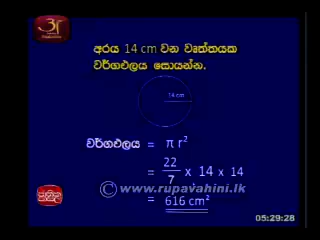 අරය 14 cm වන වෘත්තයක
වර්ගඵලය සොයන්න.
14 cm
වර්ගඵලය = π r²
= 22/7 x 14 x 14
© www.rupavahini.lk
= 616 cm²
05:29:28